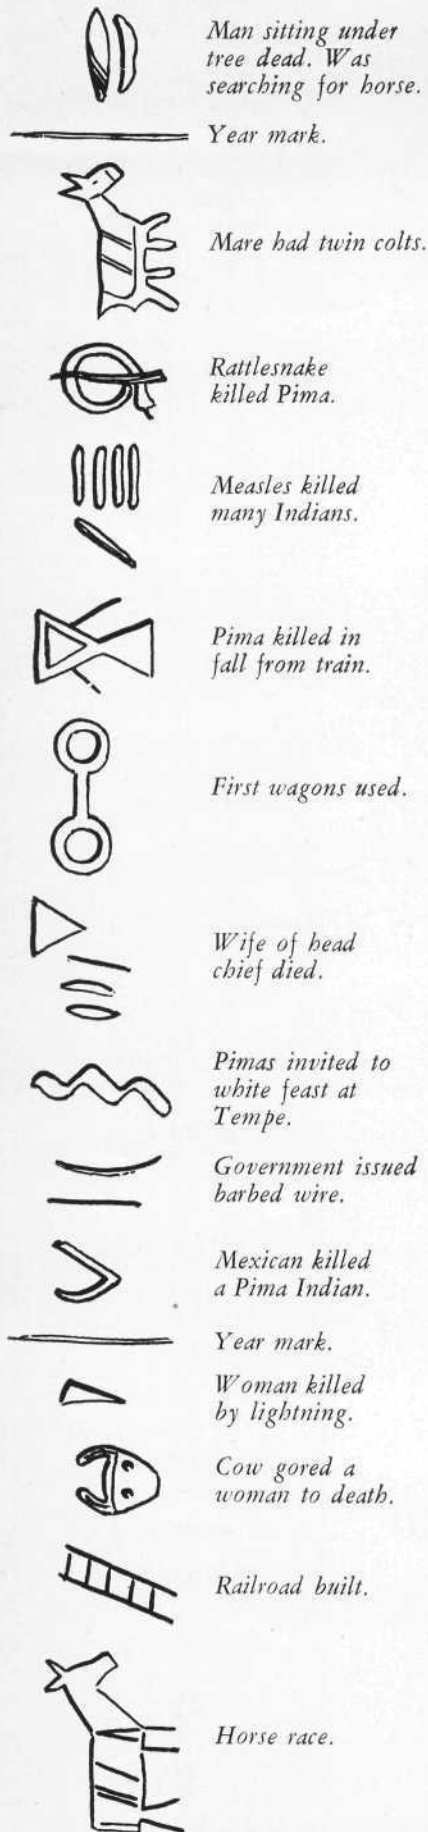 Man sitting under
tree dead. Was
searching for horse.
Year mark.
Mare had twin colts.
Rattlesnake
killed Pima.
Measles killed
many Indians.
Pima killed in
fall from train.
First wagons used.
Wife of head
chief died.
Pimas invited to
white feast at
Tempe.
Government issued
barbed wire.
Mexican killed
a Pima Indian.
Year mark.
Woman killed
by lightning.
Cow gored a
woman to death.
Railroad built.
Horse race.